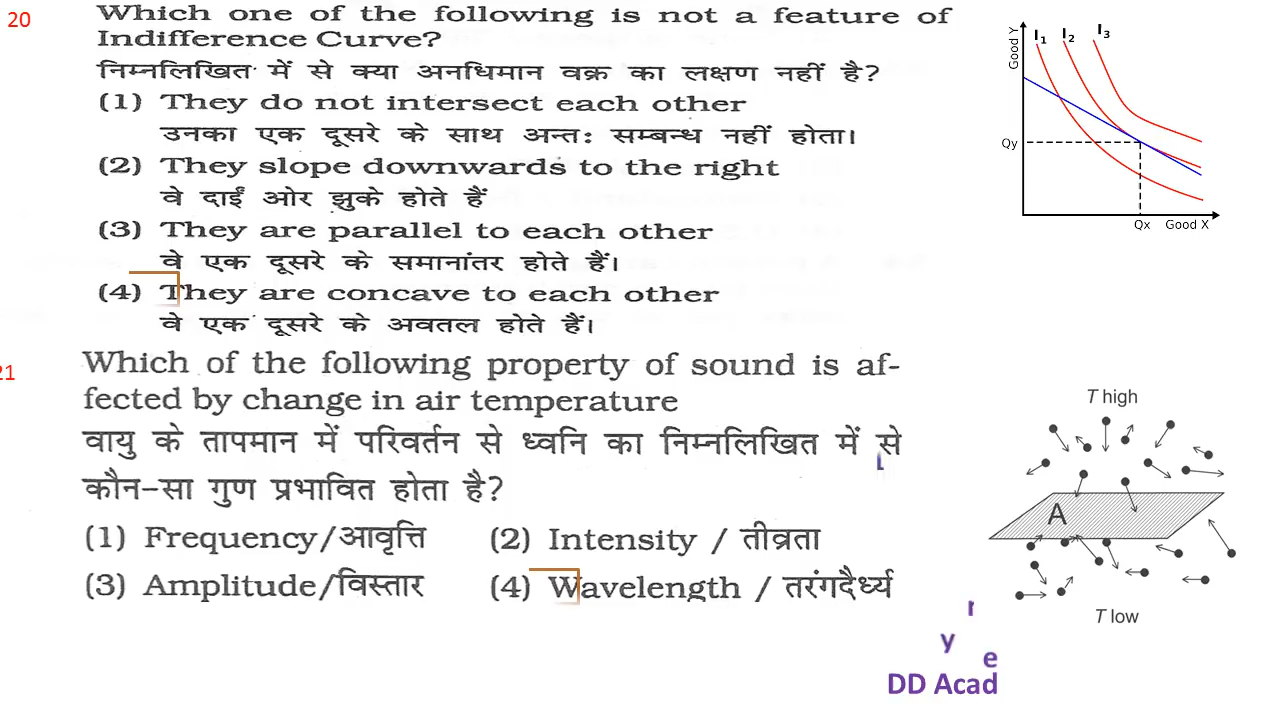 20
Which one of the following is not a feature of
Indifference Curve?
निम्नलिखित में से क्या अनधिमान वक्र का लक्षण नहीं है?
(1) They do not intersect each other
उनका एक दूसरे के साथ अन्तः सम्बन्ध नहीं होता।
(2) They slope downwards to the right
वे दाईं ओर झुके होते हैं
(3) They are parallel to each other
वे एक दूसरे के समानांतर होते हैं।
(4) They are concave to each other
वे एक दूसरे के अवतल होते हैं।
Good Y
I1 I2 I3
Qy
Qx Good X
21
Which of the following property of sound is af-
fected by change in air temperature
वायु के तापमान में परिवर्तन से ध्वनि का निम्नलिखित में से
कौन-सा गुण प्रभावित होता है?
(1) Frequency/आवृत्ति (2) Intensity / तीव्रता
(3) Amplitude/विस्तार (4) Wavelength / तरंगदैर्ध्य
T high
A
T low
y
e
DD Acad